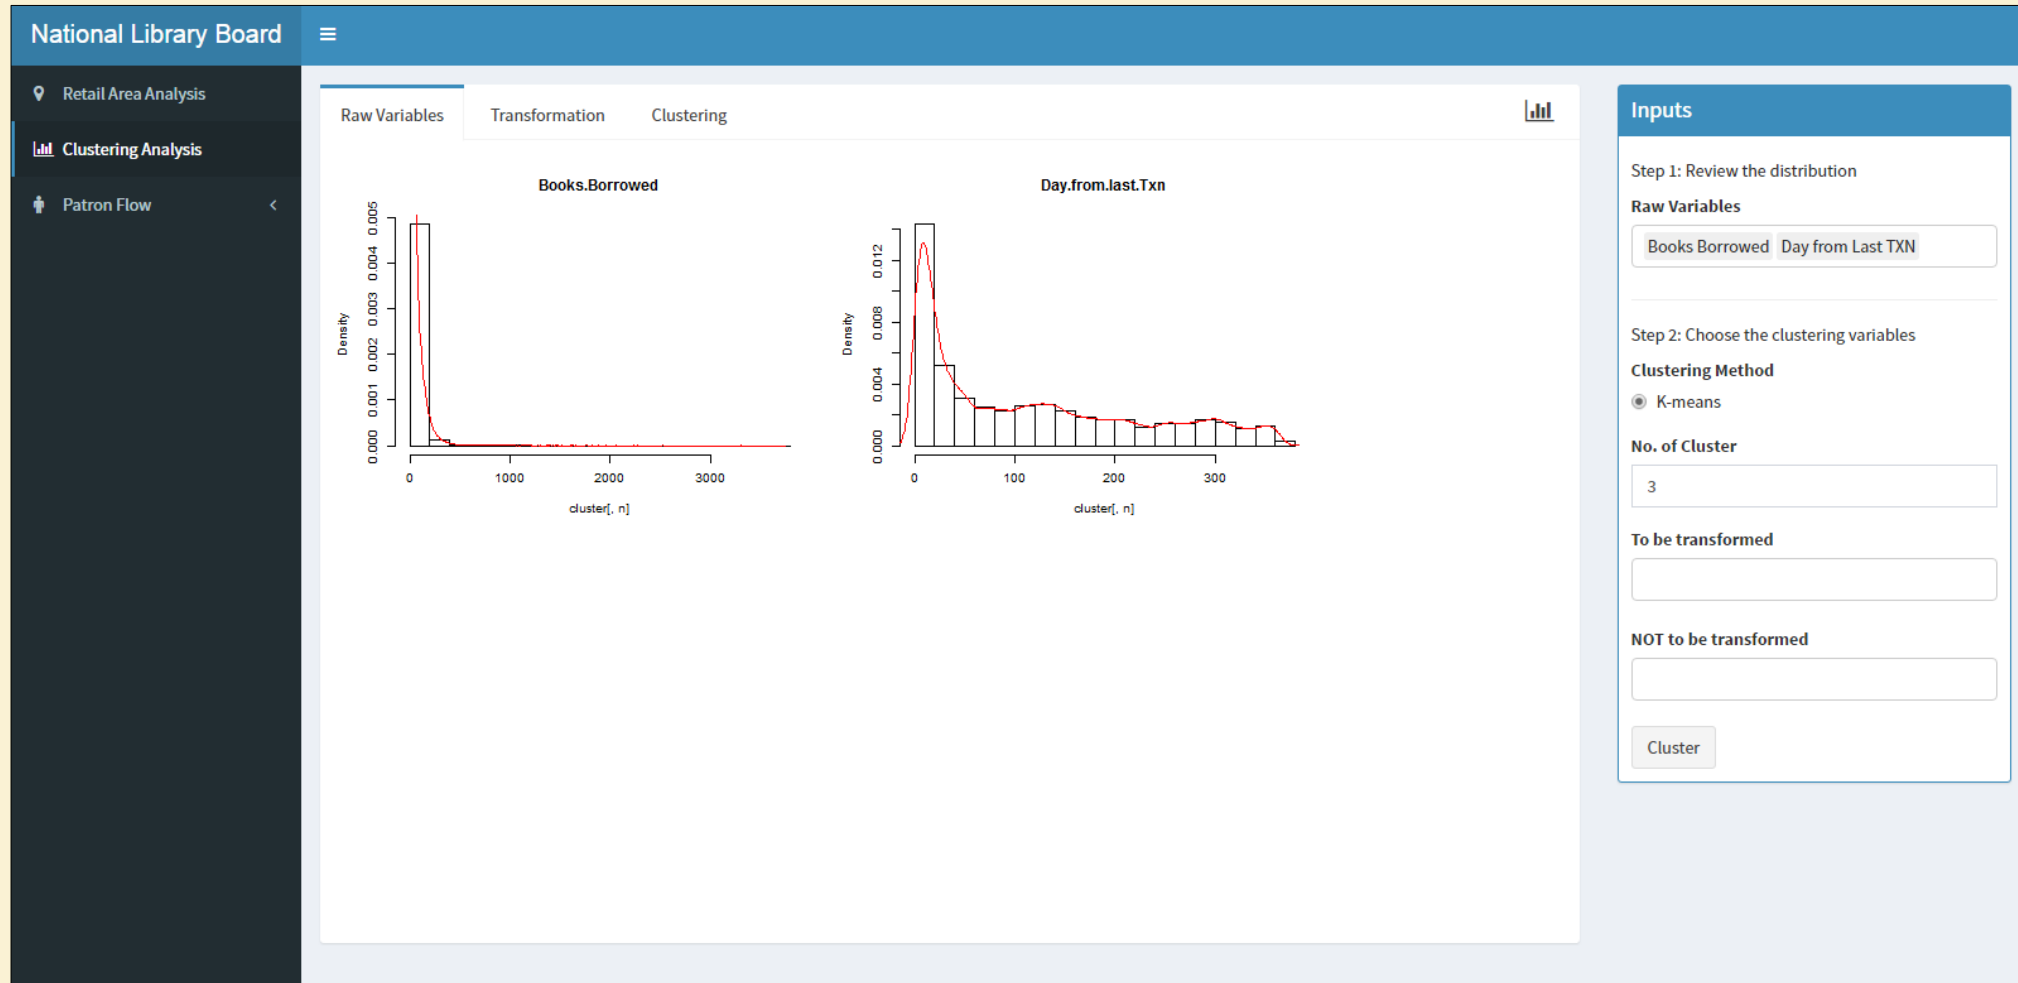 National Library Board
Retail Area Analysis
Clustering Analysis
Patron Flow
Raw Variables Transformation Clustering
Books.Borrowed
Density
0.000 0.001 0.002 0.003 0.004 0.005
0 1000 2000 3000
cluster[, n]
Day.from.last.Txn
Density
0.000 0.004 0.008 0.012
0 100 200 300
cluster[, n]
Inputs
Step 1: Review the distribution
Raw Variables
Books Borrowed Day from Last TXN
Step 2: Choose the clustering variables
Clustering Method
K-means
No. of Cluster
3
To be transformed
NOT to be transformed
Cluster